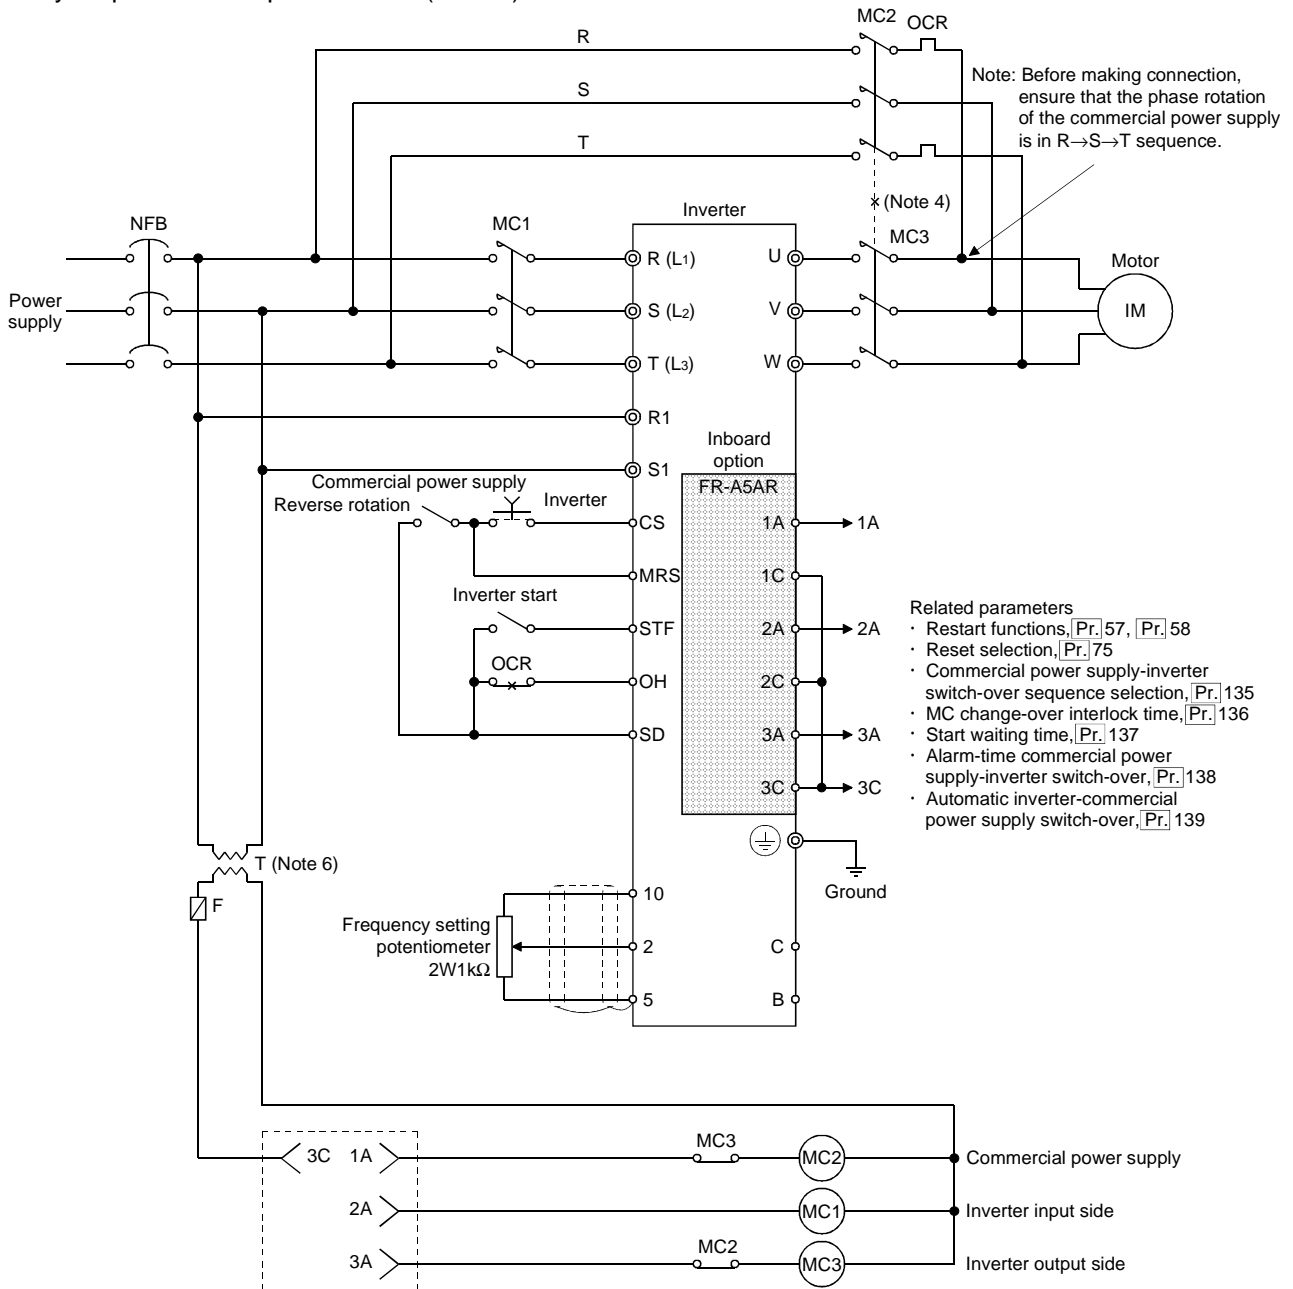 MC2
OCR
R
S
T
Note: Before making connection,
ensure that the phase rotation
of the commercial power supply
is in R→S→T sequence.
(Note 4)
NFB
MC1
Inverter
MC3
Motor
Power
supply
R (L1)
S (L2)
T (L3)
U
V
W
IM
R1
S1
Inboard
option
FR-A5AR
Commercial power supply
Reverse rotation
Inverter
CS
MRS
Inverter start
STF
OCR
OH
SD
1A
1A
1C
2A
2A
2C
3A
3A
3C
3C
Related parameters
· Restart functions, Pr. 57, Pr. 58
· Reset selection, Pr. 75
· Commercial power supply-inverter
switch-over sequence selection, Pr. 135
· MC change-over interlock time, Pr. 136
· Start waiting time, Pr. 137
· Alarm-time commercial power
supply-inverter switch-over, Pr. 138
· Automatic inverter-commercial
power supply switch-over, Pr. 139
T (Note 6)
F
Ground
Frequency setting
potentiometer
2W1kΩ
10
2
5
C
B
3C
1A
MC3
MC2
Commercial power supply
2A
MC1
Inverter input side
3A
MC2
MC3
Inverter output side